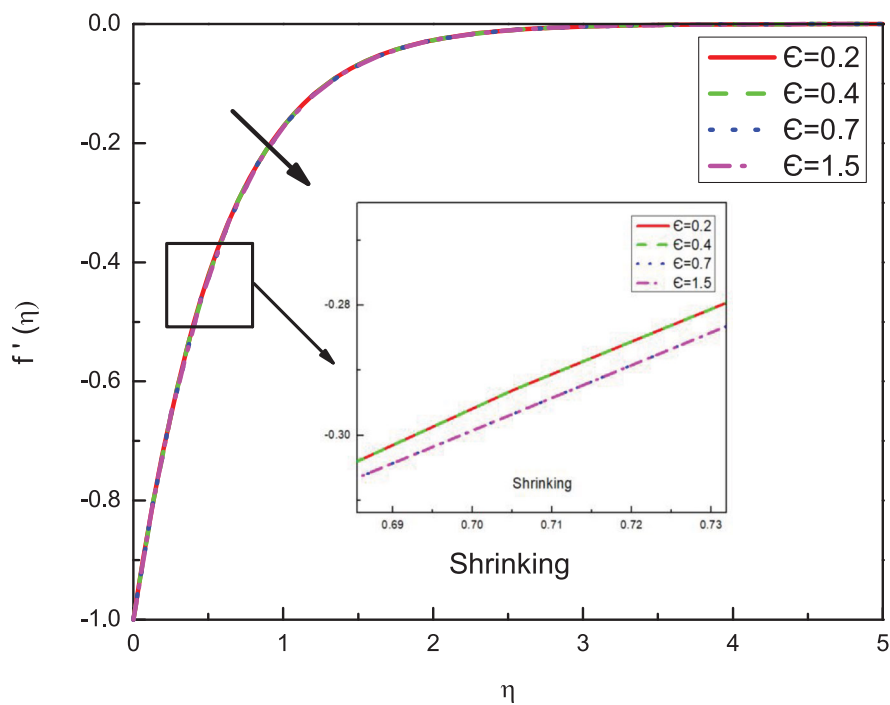 0.0
-0.2
-0.4
-0.6
-0.8
-1.0
f ' (η)
Є=0.2
Є=0.4
Є=0.7
Є=1.5
Є=0.2
Є=0.4
Є=0.7
Є=1.5
-0.28
-0.30
Shrinking
0.69 0.70 0.71 0.72 0.73
Shrinking
0 1 2 3 4 5
η